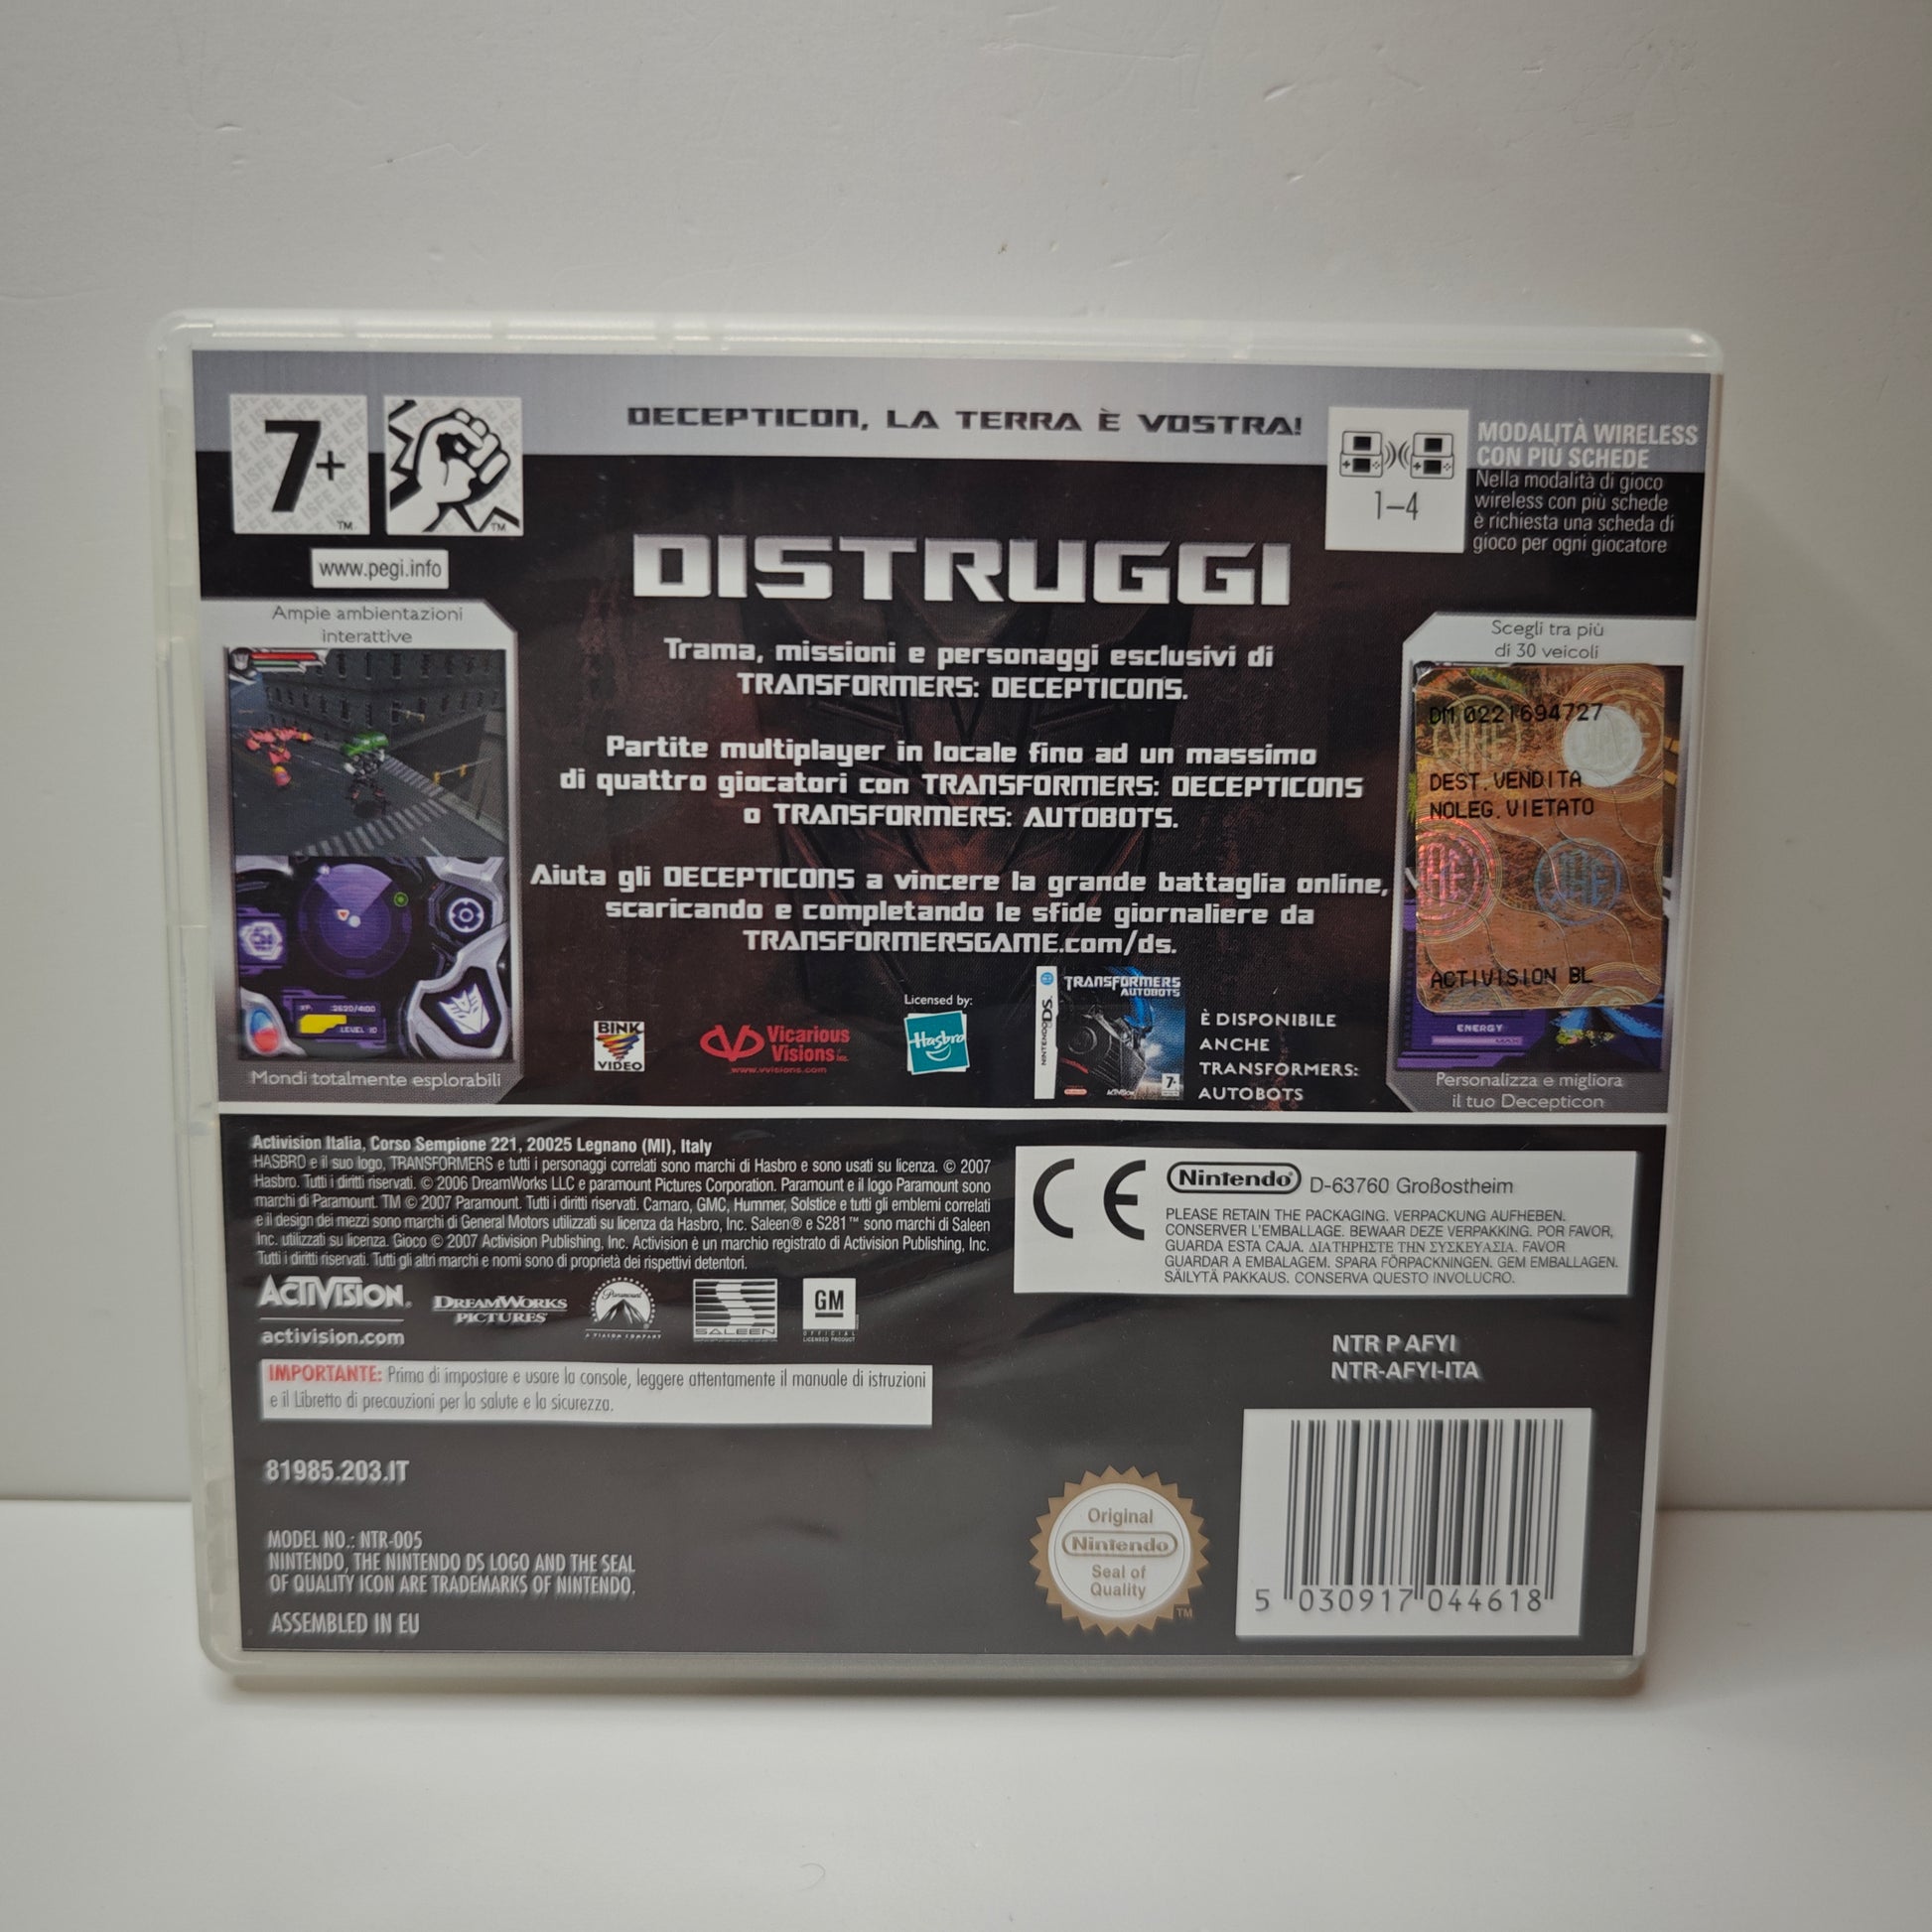 7+
TM
TM
www.pegi.info
DECEPTICON, LA TERRA È VOSTRA!
1–4
MODALITÀ WIRELESS
CON PIÙ SCHEDE
Nella modalità di gioco
wireless con più schede
è richiesta una scheda di
gioco per ogni giocatore
DISTRUGGI
Ampie ambientazioni
interattive
Mondi totalmente esplorabili
Trama, missioni e personaggi esclusivi di
TRANSFORMERS: DECEPTICONS.
Partite multiplayer in locale fino ad un massimo
di quattro giocatori con TRANSFORMERS: DECEPTICONS
o TRANSFORMERS: AUTOBOTS.
Aiuta gli DECEPTICONS a vincere la grande battaglia online,
scaricando e completando le sfide giornaliere da
TRANSFORMERSGAME.com/ds.
Scegli tra più
di 30 veicoli
DM 0221694727
DEST.VENDITA
NOLEG.VIETATO
ACTIVISION BL
ENERGY
Personalizza e migliora
il tuo Decepticon
LEVEL 10
BINK
VIDEO
Vicarious
Visions
www.vvisions.com
Licensed by:
Hasbro
NINTENDO DS
TRANSFORMERS
AUTOBOTS
È DISPONIBILE
ANCHE
TRANSFORMERS:
AUTOBOTS
Activision Italia, Corso Sempione 221, 20025 Legnano (MI), Italy
HASBRO e il suo logo, TRANSFORMERS e tutti i personaggi correlati sono marchi di Hasbro e sono usati su licenza. © 2007
Hasbro. Tutti i diritti riservati. © 2006 DreamWorks LLC e paramount Pictures Corporation. Paramount e il logo Paramount sono
marchi di Paramount. TM © 2007 Paramount. Tutti i diritti riservati. Camaro, GMC, Hummer, Solstice e tutti gli emblemi correlati
e il design dei mezzi sono marchi di General Motors utilizzati su licenza da Hasbro, Inc. Saleen® e S281™ sono marchi di Saleen
Inc. utilizzati su licenza. Gioco © 2007 Activision Publishing, Inc. Activision è un marchio registrato di Activision Publishing, Inc.
Tutti i diritti riservati. Tutti gli altri marchi e nomi sono di proprietà dei rispettivi detentori.
ACTIVISION.
activision.com
DREAMWORKS
PICTURES
Paramount
SALEEN
GM
OFFICIAL
LICENSED PRODUCT
CE
Nintendo® D-63760 Großostheim
PLEASE RETAIN THE PACKAGING. VERPACKUNG AUFHEBEN.
CONSERVER L'EMBALLAGE. BEWAAR DEZE VERPAKKING. POR FAVOR,
GUARDA ESTA CAJA. ΔΙΑΤΗΡΗΣΤΕ ΤΗΝ ΣΥΣΚΕΥΑΣΙΑ. FAVOR
GUARDAR A EMBALAGEM. SPARA FÖRPACKNINGEN. GEM EMBALLAGEN.
SÄILYTÄ PAKKAUS. CONSERVA QUESTO INVOLUCRO.
NTR P AFYI
NTR-AFYI-ITA
IMPORTANTE: Prima di impostare e usare la console, leggere attentamente il manuale di istruzioni
e il Libretto di precauzioni per la salute e la sicurezza.
81985.203.IT
MODEL NO.: NTR-005
NINTENDO, THE NINTENDO DS LOGO AND THE SEAL
OF QUALITY ICON ARE TRADEMARKS OF NINTENDO.
ASSEMBLED IN EU
Original
Nintendo
Seal of
Quality
TM
5 030917 044618